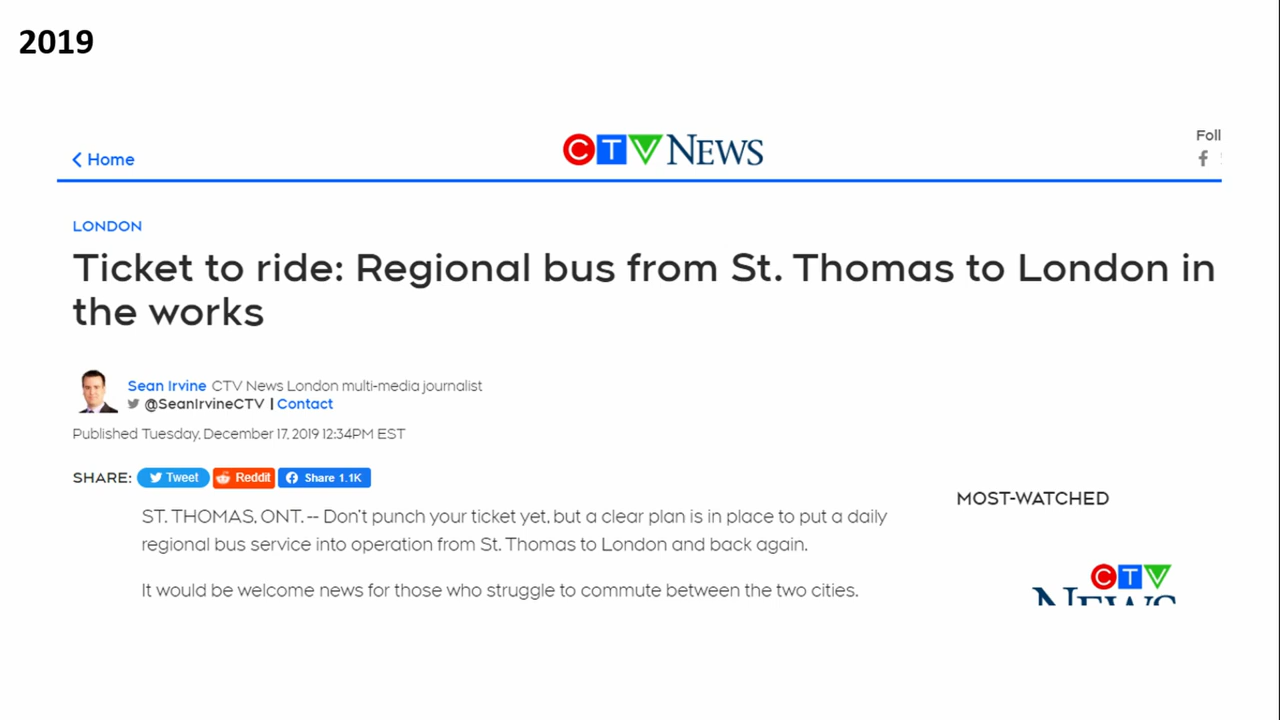 2019
Home
CTV NEWS
Foll
LONDON
Ticket to ride: Regional bus from St. Thomas to London in
the works
Sean Irvine CTV News London multi-media journalist
@SeanIrvineCTV | Contact
Published Tuesday, December 17, 2019 12:34PM EST
SHARE: Tweet Reddit Share 1.1K
MOST-WATCHED
ST. THOMAS, ONT. -- Don't punch your ticket yet, but a clear plan is in place to put a daily
regional bus service into operation from St. Thomas to London and back again.
It would be welcome news for those who struggle to commute between the two cities.
CTV
NEWS